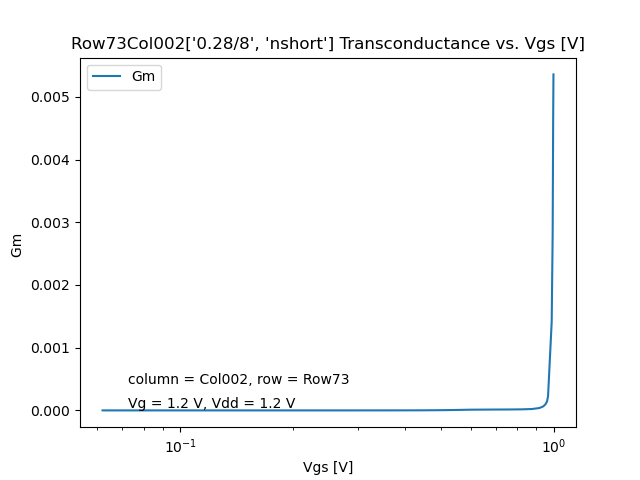 Row73Col002['0.28/8', 'nshort'] Transconductance vs. Vgs [V]
Gm
0.005
0.004
0.003
0.002
0.001
0.000
Gm
column = Col002, row = Row73
Vg = 1.2 V, Vdd = 1.2 V
10⁻¹
10⁰
Vgs [V]